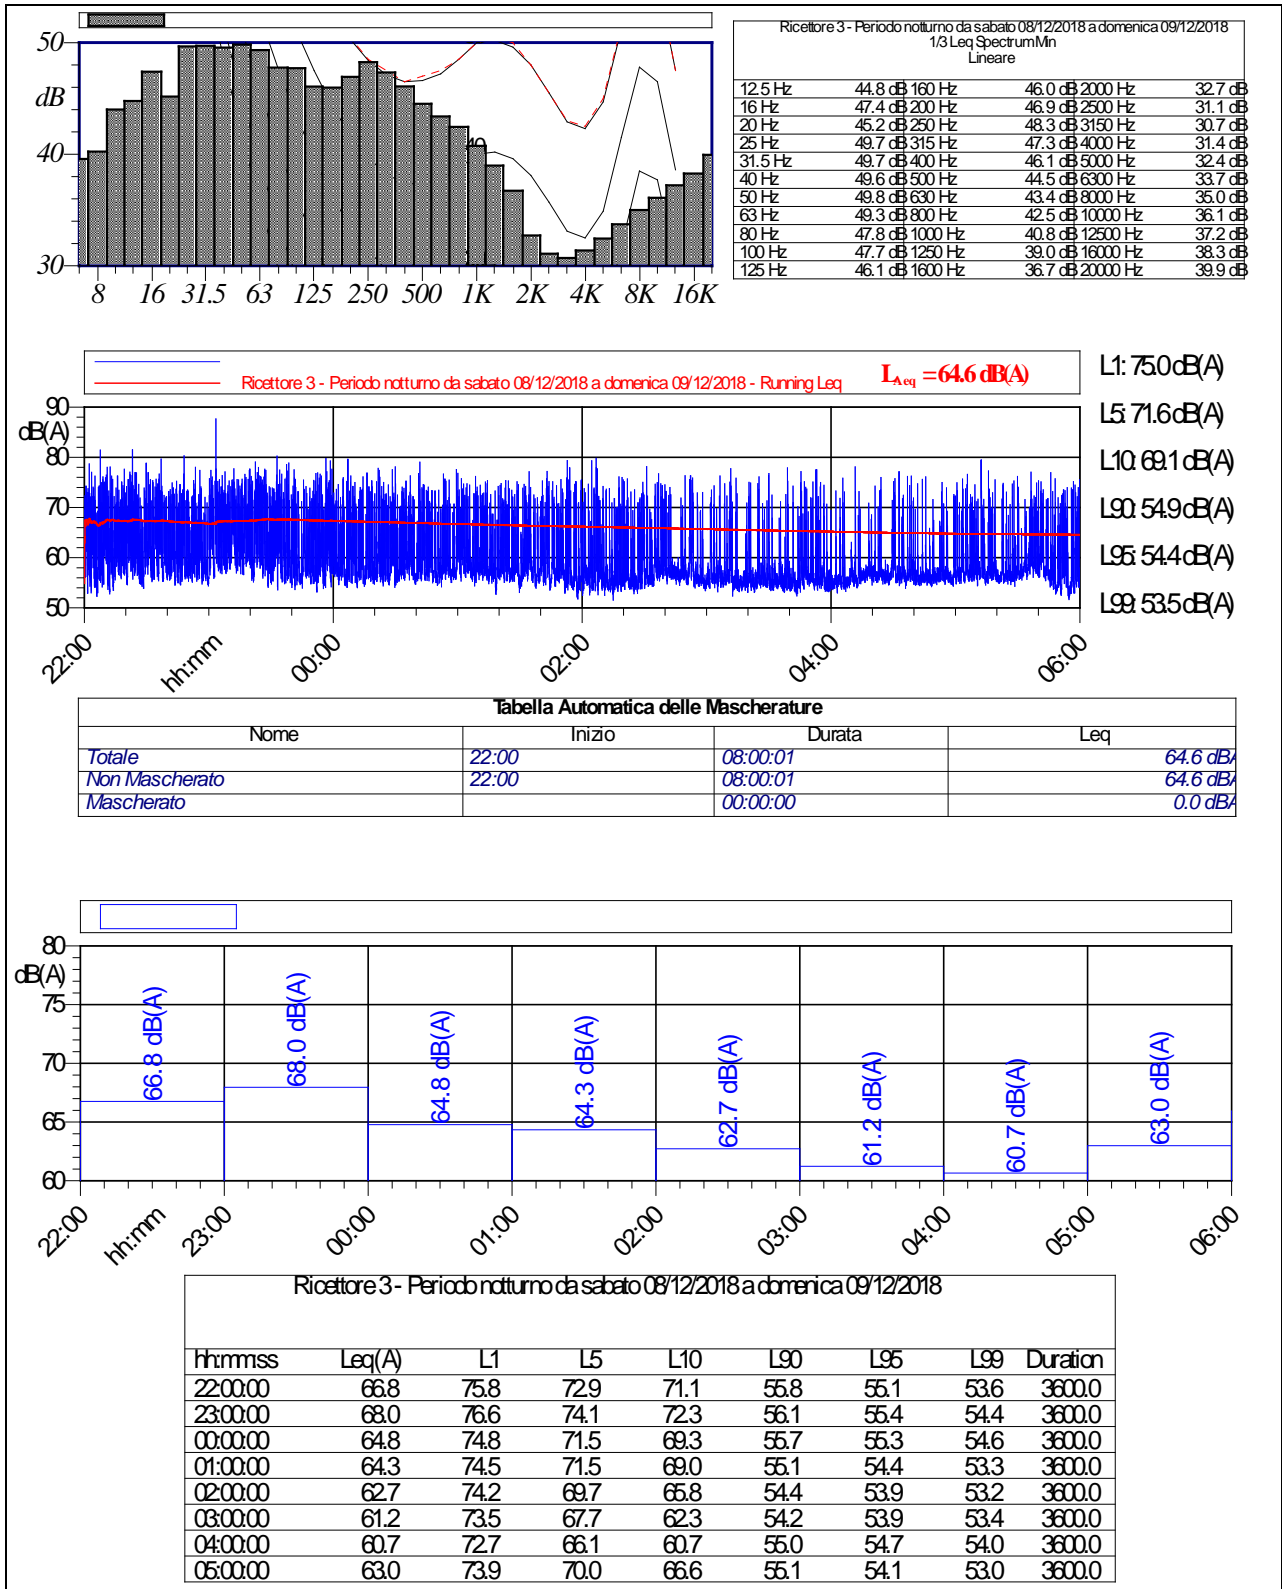 50
dB
40
30
8 16 31.5 63 125 250 500 1K 2K 4K 8K 16K
Ricettore 3 - Periodo notturno da sabato 08/12/2018 a domenica 09/12/2018
1/3 Leq Spectrum Min
Lineare
12.5 Hz 44.8 dB 160 Hz 46.0 dB 2000 Hz 32.7 dB
16 Hz 47.4 dB 200 Hz 46.9 dB 2500 Hz 31.1 dB
20 Hz 45.2 dB 250 Hz 48.3 dB 3150 Hz 30.7 dB
25 Hz 49.7 dB 315 Hz 47.3 dB 4000 Hz 31.4 dB
31.5 Hz 49.7 dB 400 Hz 46.1 dB 5000 Hz 32.4 dB
40 Hz 49.6 dB 500 Hz 44.5 dB 6300 Hz 33.7 dB
50 Hz 49.8 dB 630 Hz 43.4 dB 8000 Hz 35.0 dB
63 Hz 49.3 dB 800 Hz 42.5 dB 10000 Hz 36.1 dB
80 Hz 47.8 dB 1000 Hz 40.8 dB 12500 Hz 37.2 dB
100 Hz 47.7 dB 1250 Hz 39.0 dB 16000 Hz 38.3 dB
125 Hz 46.1 dB 1600 Hz 36.7 dB 20000 Hz 39.9 dB
Ricettore 3 - Periodo notturno da sabato 08/12/2018 a domenica 09/12/2018 - Running Leq
LAeq = 64.6 dB(A)
90
dB(A)
80
70
60
50
22:00 hh:mm 00:00 02:00 04:00 06:00
L1: 75.0 dB(A)
L5: 71.6 dB(A)
L10: 69.1 dB(A)
L90: 54.9 dB(A)
L95: 54.4 dB(A)
L99: 53.5 dB(A)
Tabella Automatica delle Mascherature
Nome Inizio Durata Leq
Totale 22:00 08:00:01 64.6 dBA
Non Mascherato 22:00 08:00:01 64.6 dBA
Mascherato 00:00:00 0.0 dBA
80
dB(A)
75
70
65
60
66.8 dB(A) 68.0 dB(A) 64.8 dB(A) 64.3 dB(A) 62.7 dB(A) 61.2 dB(A) 60.7 dB(A) 63.0 dB(A)
22:00 hh:mm 23:00 00:00 01:00 02:00 03:00 04:00 05:00 06:00
Ricettore 3 - Periodo notturno da sabato 08/12/2018 a domenica 09/12/2018
hh:mm:ss Leq(A) L1 L5 L10 L90 L95 L99 Duration
22:00:00 66.8 75.8 72.9 71.1 55.8 55.1 53.6 3600.0
23:00:00 68.0 76.6 74.1 72.3 56.1 55.4 54.4 3600.0
00:00:00 64.8 74.8 71.5 69.3 55.7 55.3 54.6 3600.0
01:00:00 64.3 74.5 71.5 69.0 55.1 54.4 53.3 3600.0
02:00:00 62.7 74.2 69.7 65.8 54.4 53.9 53.2 3600.0
03:00:00 61.2 73.5 67.7 62.3 54.2 53.9 53.4 3600.0
04:00:00 60.7 72.7 66.1 60.7 55.0 54.7 54.0 3600.0
05:00:00 63.0 73.9 70.0 66.6 55.1 54.1 53.0 3600.0